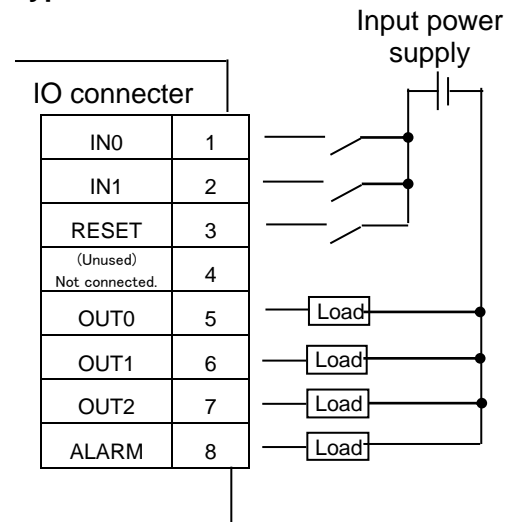 Input power
supply
IO connecter
IN0 1
IN1 2
RESET 3
(Unused)
Not connected. 4
OUT0 5 Load
OUT1 6 Load
OUT2 7 Load
ALARM 8 Load